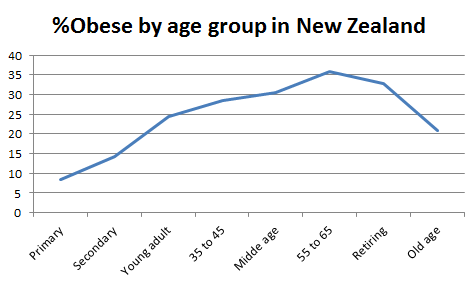 %Obese by age group in New Zealand
40
35
30
25
20
15
10
5
0
Primary
Secondary
Young adult
35 to 45
Midde age
55 to 65
Retiring
Old age